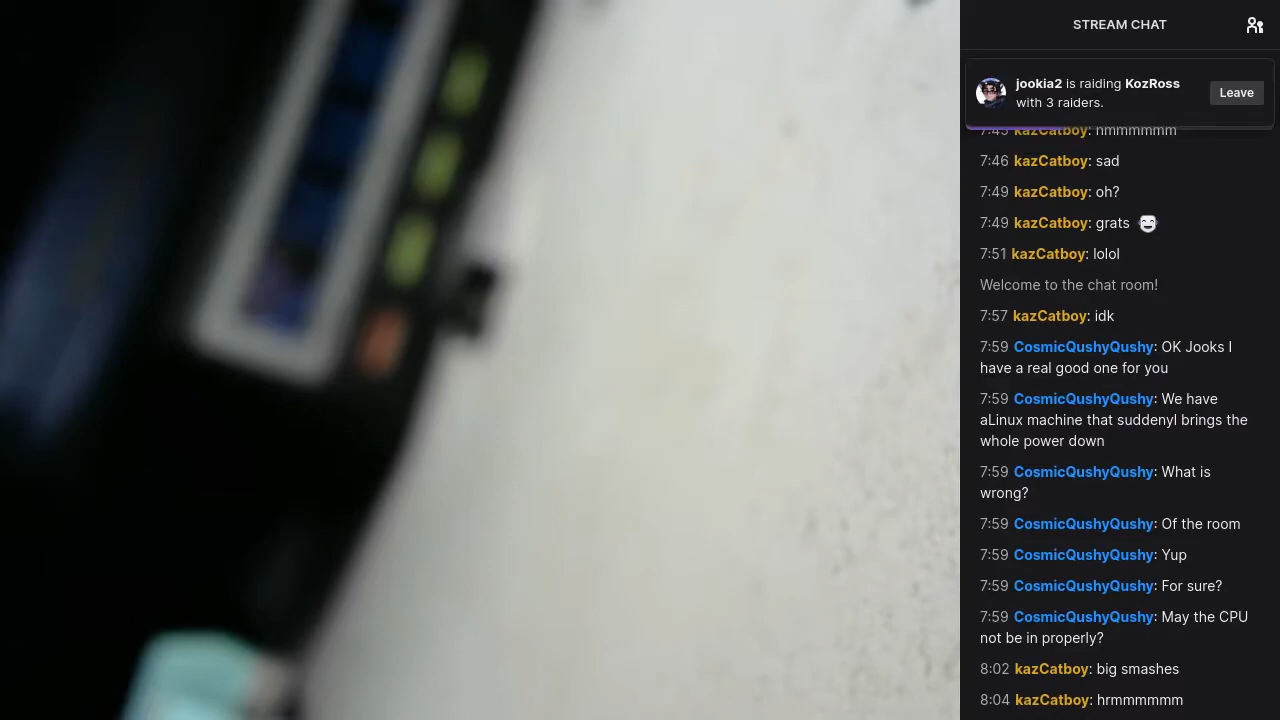 STREAM CHAT
jookia2 is raiding KozRoss
with 3 raiders.
Leave
7:45 kazCatboy: hmmmmmm
7:46 kazCatboy: sad
7:49 kazCatboy: oh?
7:49 kazCatboy: grats
7:51 kazCatboy: lolol
Welcome to the chat room!
7:57 kazCatboy: idk
7:59 CosmicQushyQushy: OK Jooks I
have a real good one for you
7:59 CosmicQushyQushy: We have
aLinux machine that suddenyl brings the
whole power down
7:59 CosmicQushyQushy: What is
wrong?
7:59 CosmicQushyQushy: Of the room
7:59 CosmicQushyQushy: Yup
7:59 CosmicQushyQushy: For sure?
7:59 CosmicQushyQushy: May the CPU
not be in properly?
8:02 kazCatboy: big smashes
8:04 kazCatboy: hrmmmmmm